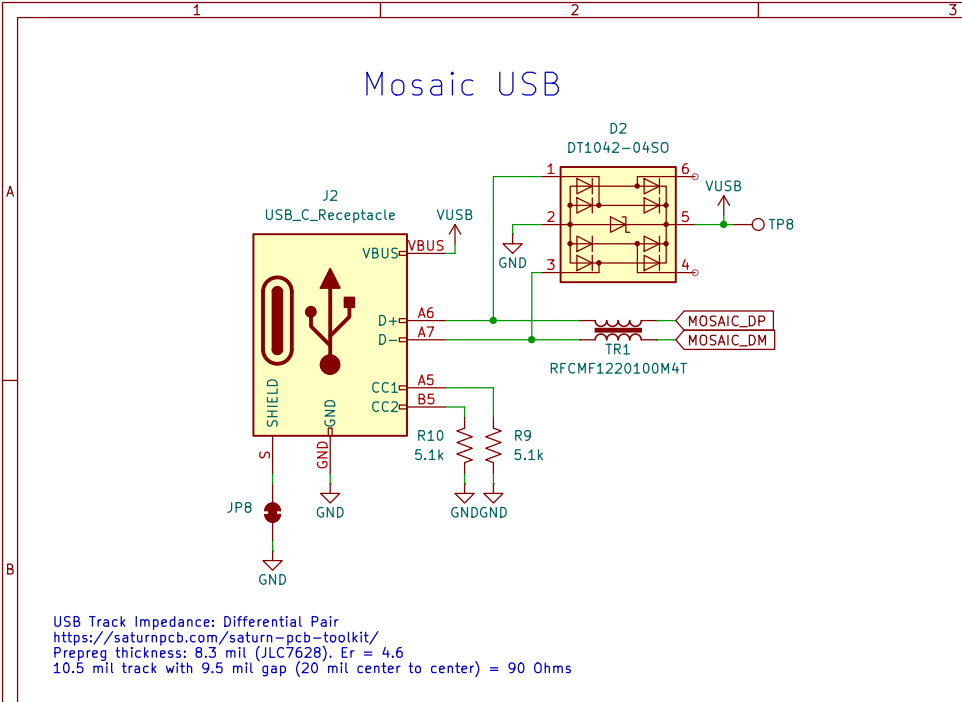 1 2 3
Mosaic USB
D2
DT1042-04SO
1 6
A
VUSB
J2
USB_C_Receptacle
VUSB
2 5 TP8
VBUS VBUS
GND
3 4
D+ A6 MOSAIC_DP
D- A7 MOSAIC_DM
TR1
RFCMF1220100M4T
CC1 A5
CC2 B5
SHIELD GND
R10 R9
5.1k 5.1k
S GND
JP8 GND GND GND
B
GND
USB Track Impedance: Differential Pair
https://saturnpcb.com/saturn-pcb-toolkit/
Prepreg thickness: 8.3 mil (JLC7628). Er = 4.6
10.5 mil track with 9.5 mil gap (20 mil center to center) = 90 Ohms